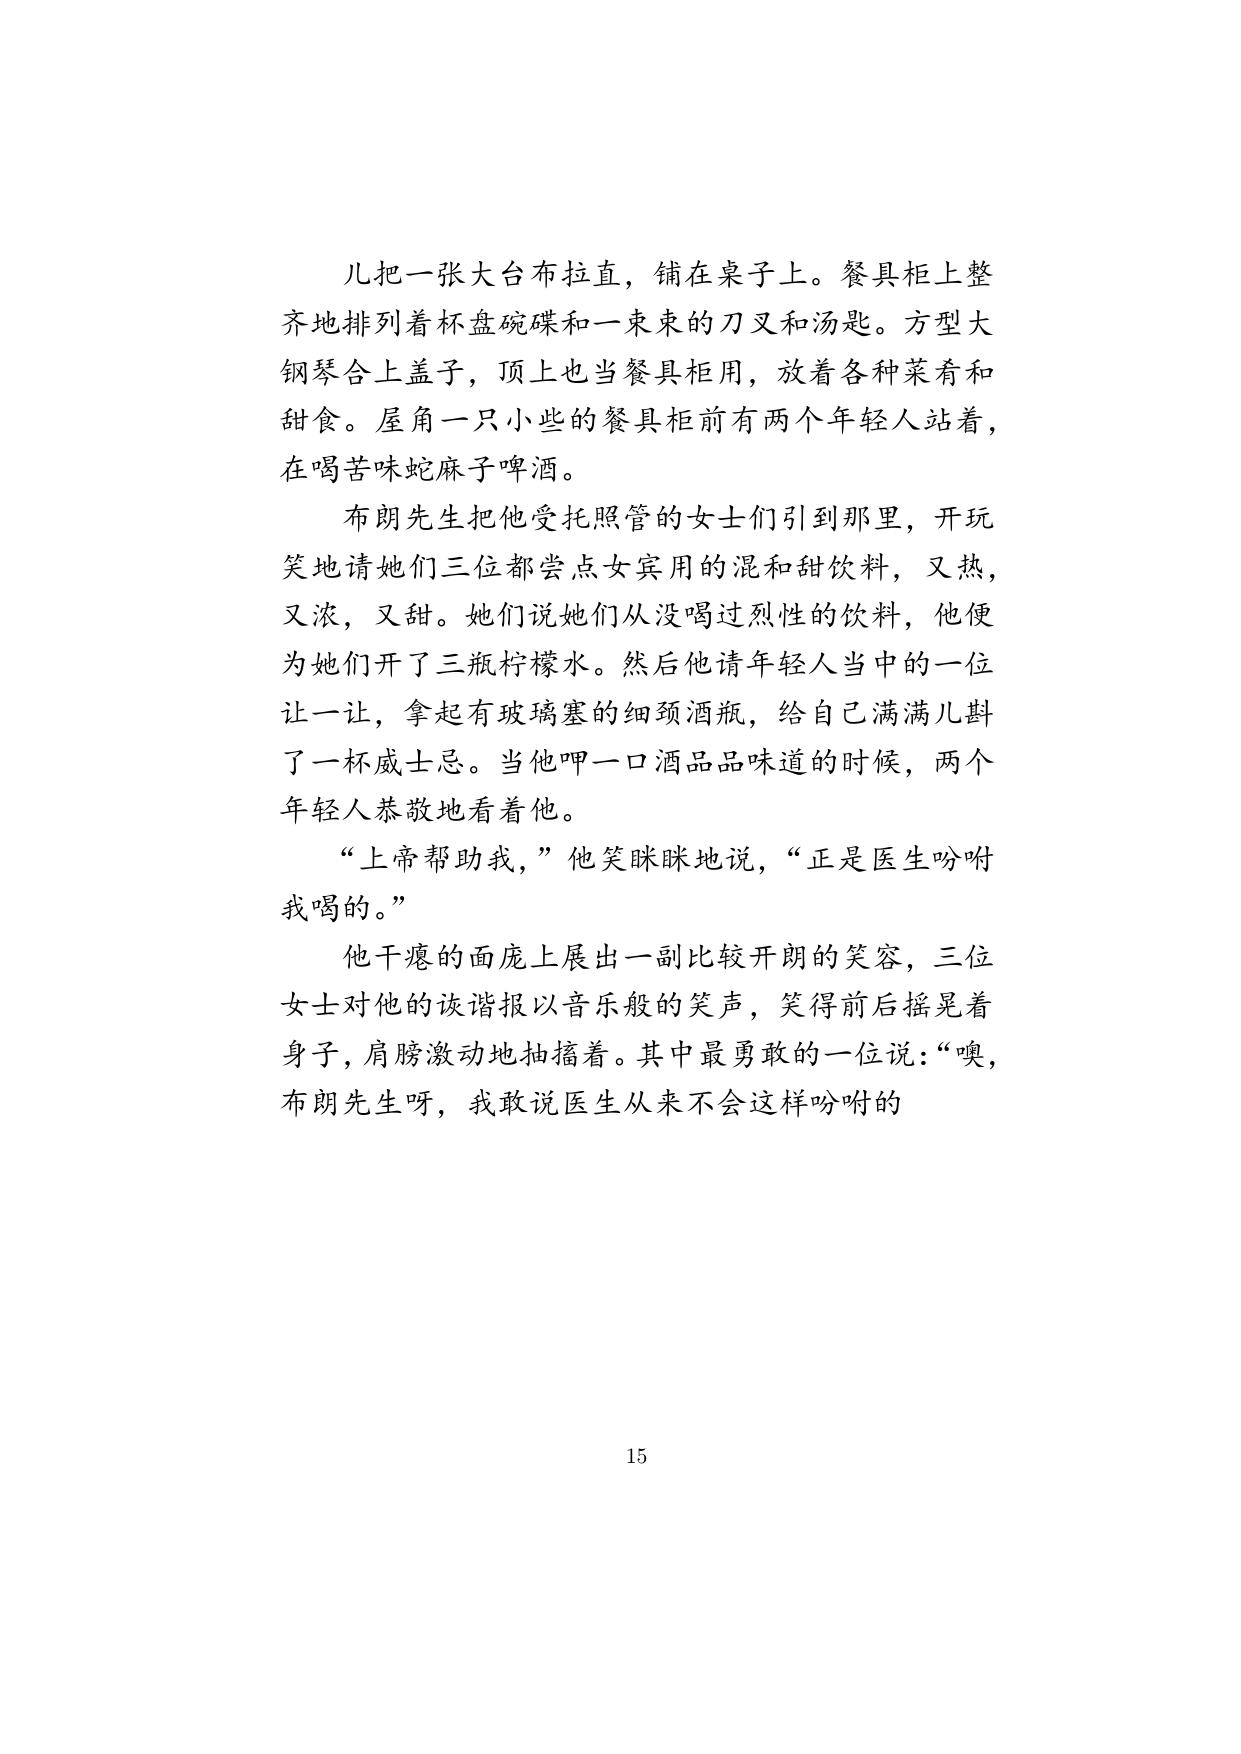 儿把一张大台布拉直，铺在桌子上。餐具柜上整
齐地排列着杯盘碗碟和一束束的刀叉和汤匙。方型大
钢琴合上盖子，顶上也当餐具柜用，放着各种菜肴和
甜食。屋角一只小些的餐具柜前有两个年轻人站着，
在喝苦味蛇麻子啤酒。
布朗先生把他受托照管的女士们引到那里，开玩
笑地请她们三位都尝点女宾用的混和甜饮料，又热，
又浓，又甜。她们说她们从没喝过烈性的饮料，他便
为她们开了三瓶柠檬水。然后他请年轻人当中的一位
让一让，拿起有玻璃塞的细颈酒瓶，给自己满满儿斟
了一杯威士忌。当他呷一口酒品品味道的时候，两个
年轻人恭敬地看着他。
“上帝帮助我，”他笑眯眯地说，“正是医生吩咐
我喝的。”
他干瘪的面庞上展出一副比较开朗的笑容，三位
女士对他的诙谐报以音乐般的笑声，笑得前后摇晃着
身子，肩膀激动地抽搐着。其中最勇敢的一位说：“噢，
布朗先生呀，我敢说医生从来不会这样吩咐的
15